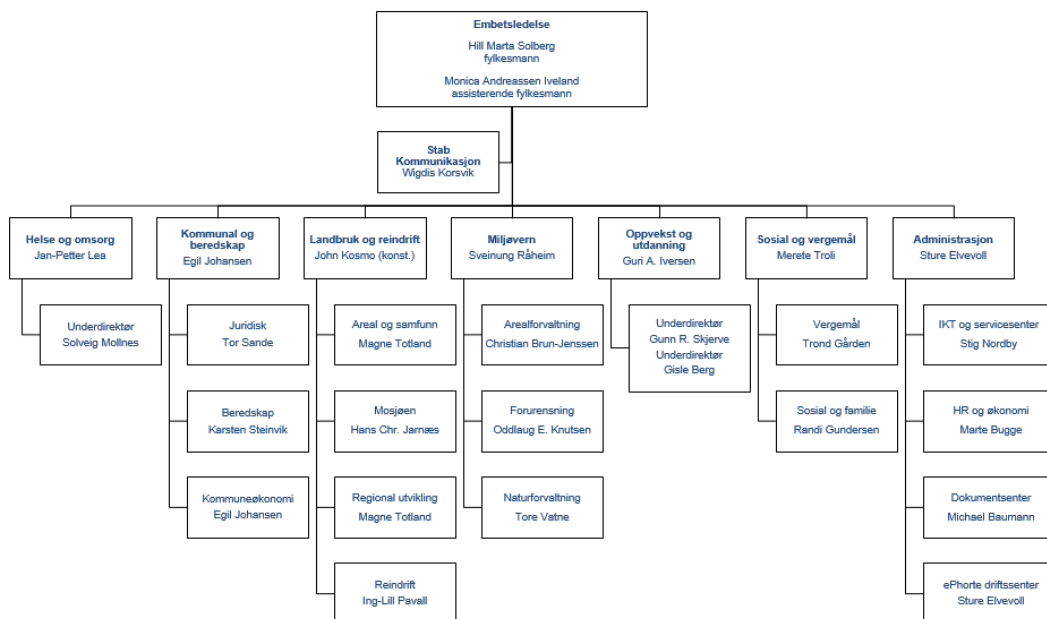 Embetsledelse
Hill Marta Solberg
fylkesmann
Monica Andreassen Iveland
assisterende fylkesmann
Stab
Kommunikasjon
Wigdis Korsvik
Helse og omsorg
Jan-Petter Lea
Kommunal og
beredskap
Egil Johansen
Landbruk og reindrift
John Kosmo (konst.)
Miljøvern
Sveinung Råheim
Oppvekst og
utdanning
Guri A. Iversen
Sosial og vergemål
Merete Troli
Administrasjon
Sture Elvevoll
Underdirektør
Solveig Mollnes
Juridisk
Tor Sande
Beredskap
Karsten Steinvik
Kommuneøkonomi
Egil Johansen
Areal og samfunn
Magne Totland
Mosjøen
Hans Chr. Jarnæs
Regional utvikling
Magne Totland
Reindrift
Ing-Lill Pavall
Arealforvaltning
Christian Brun-Jenssen
Forurensning
Oddlaug E. Knutsen
Naturforvaltning
Tore Vatne
Underdirektør
Gunn R. Skjerve
Underdirektør
Gisle Berg
Vergemål
Trond Gården
Sosial og familie
Randi Gundersen
IKT og servicesenter
Stig Nordby
HR og økonomi
Marte Bugge
Dokumentsenter
Michael Baumann
ePhorte driftssenter
Sture Elvevoll